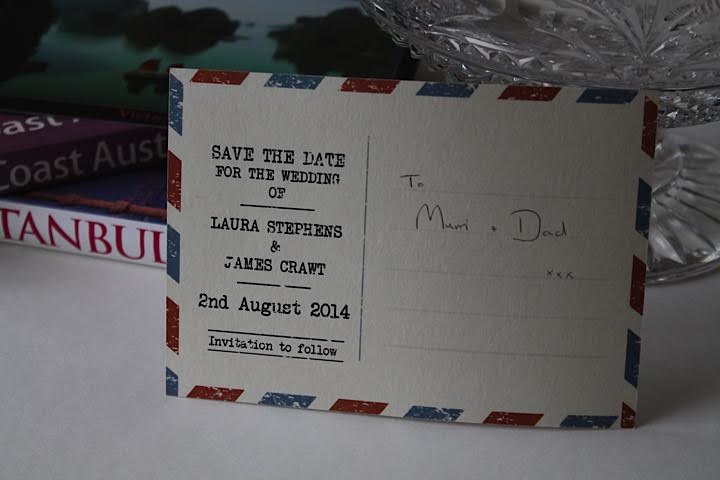 SAVE THE DATE
FOR THE WEDDING
OF
LAURA STEPHENS
&
JAMES CRAWT
2nd August 2014
Invitation to follow
To
Mum + Dad
xxx
Coast Aust
TANBUL